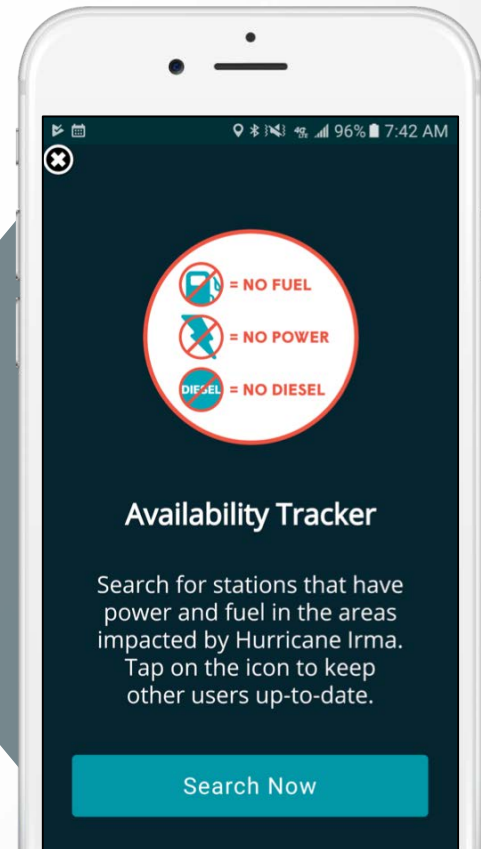 4G 96% 7:42 AM
= NO FUEL
= NO POWER
DIESEL = NO DIESEL
Availability Tracker
Search for stations that have
power and fuel in the areas
impacted by Hurricane Irma.
Tap on the icon to keep
other users up-to-date.
Search Now